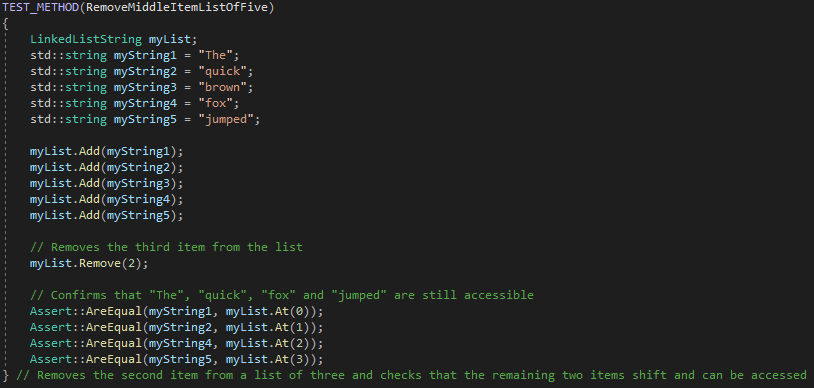 TEST_METHOD(RemoveMiddleItemListOfFive)
{
LinkedListString myList;
std::string myString1 = "The";
std::string myString2 = "quick";
std::string myString3 = "brown";
std::string myString4 = "fox";
std::string myString5 = "jumped";
myList.Add(myString1);
myList.Add(myString2);
myList.Add(myString3);
myList.Add(myString4);
myList.Add(myString5);
// Removes the third item from the list
myList.Remove(2);
// Confirms that "The", "quick", "fox" and "jumped" are still accessible
Assert::AreEqual(myString1, myList.At(0));
Assert::AreEqual(myString2, myList.At(1));
Assert::AreEqual(myString4, myList.At(2));
Assert::AreEqual(myString5, myList.At(3));
} // Removes the second item from a list of three and checks that the remaining two items shift and can be accessed